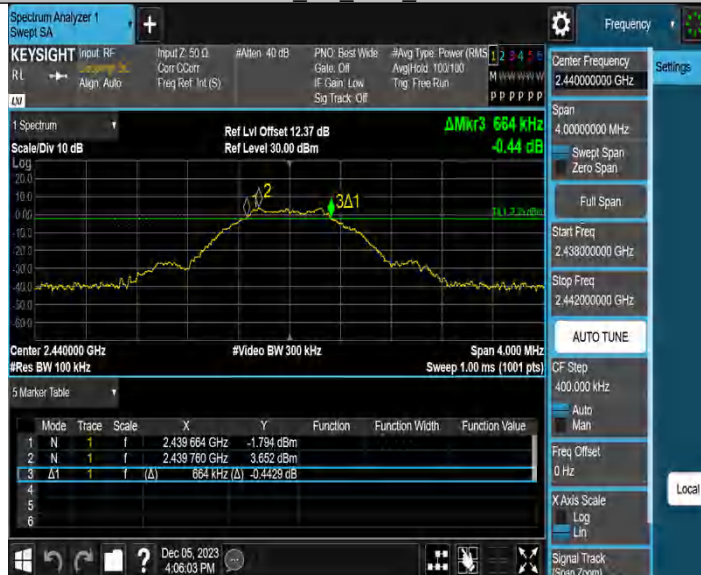 Spectrum Analyzer 1
Swept SA
+
Frequency
KEYSIGHT Input: RF
RL
Align: Auto
Input Z: 50 Ω
Corr CCorr
Freq Ref: Int (S)
#Atten: 40 dB
PNO: Best Wide
Gate: Off
IF Gain: Low
Sig Track: Off
#Avg Type: Power (RMS)
Avg|Hold: 100/100
Trig: Free Run
1 2 3 4 5 6
M W W W W W
P P P P P P
1 Spectrum
Scale/Div 10 dB
Ref Lvl Offset 12.37 dB
Ref Level 30.00 dBm
ΔMkr3 664 kHz
-0.44 dB
Log
20.0
10.0
0.00
-10.0
-20.0
-30.0
-40.0
-50.0
-60.0
2
3Δ1
Center 2.440000 GHz
#Res BW 100 kHz
#Video BW 300 kHz
Span 4.000 MHz
Sweep 1.00 ms (1001 pts)
5 Marker Table
Mode Trace Scale X Y Function Function Width Function Value
1 N 1 f 2.439 664 GHz -1.794 dBm
2 N 1 f 2.439 760 GHz 3.652 dBm
3 Δ1 1 f (Δ) 664 kHz (Δ) -0.4429 dB
4
5
6
Dec 05, 2023
4:06:03 PM
Center Frequency
2.440000000 GHz
Settings
Span
4.00000000 MHz
Swept Span
Zero Span
Full Span
Start Freq
2.438000000 GHz
Stop Freq
2.442000000 GHz
AUTO TUNE
CF Step
400.000 kHz
Auto
Man
Freq Offset
0 Hz
X Axis Scale
Log
Lin
Local
Signal Track
(Span Zoom)